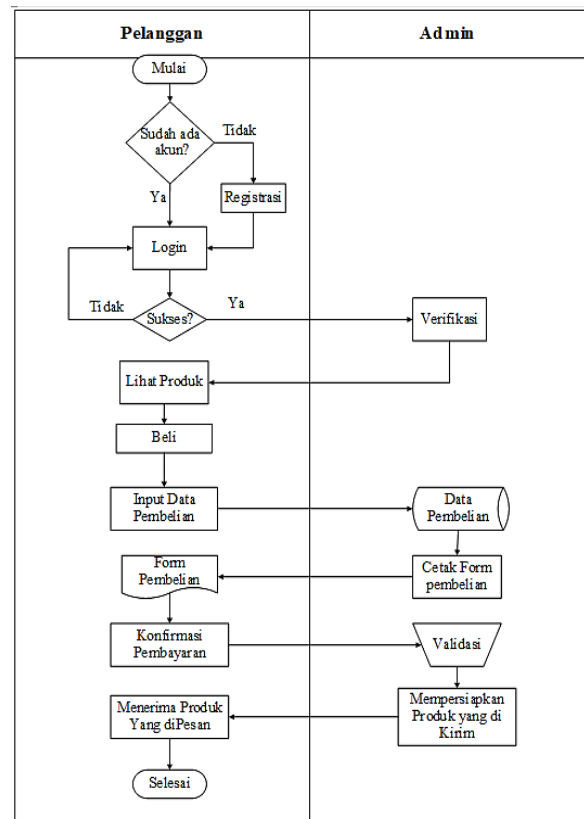 Pelanggan
Admin
Mulai
Sudah ada
akun?
Tidak
Ya
Registrasi
Login
Tidak
Sukses?
Ya
Verifikasi
Lihat Produk
Beli
Input Data
Pembelian
Data
Pembelian
Form
Pembelian
Cetak Form
pembelian
Konfirmasi
Pembayaran
Validasi
Menerima Produk
Yang diPesan
Mempersiapkan
Produk yang di
Kirim
Selesai